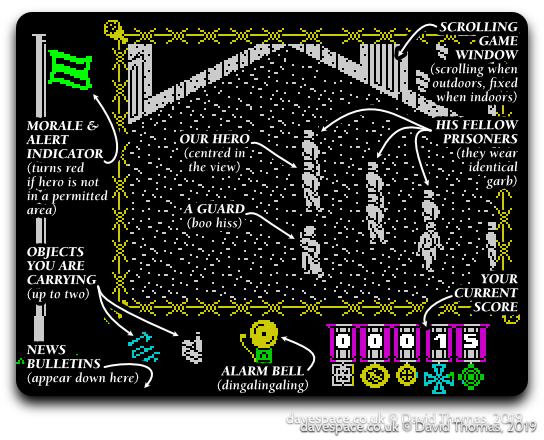 SCROLLING
GAME
WINDOW
(scrolling when
outdoors, fixed
when indoors)
MORALE &
ALERT
INDICATOR
(turns red
if hero is not
in a permitted
area)
OUR HERO
(centred in
the view)
HIS FELLOW
PRISONERS
(they wear
identical
garb)
A GUARD
(boo hiss)
OBJECTS
YOU ARE
CARRYING
(up to two)
YOUR
CURRENT
SCORE
00015
NEWS
BULLETINS
(appear down here)
ALARM BELL
(dingalingaling)
davespace.co.uk © David Thomas, 2019
davespace.co.uk © David Thomas, 2019